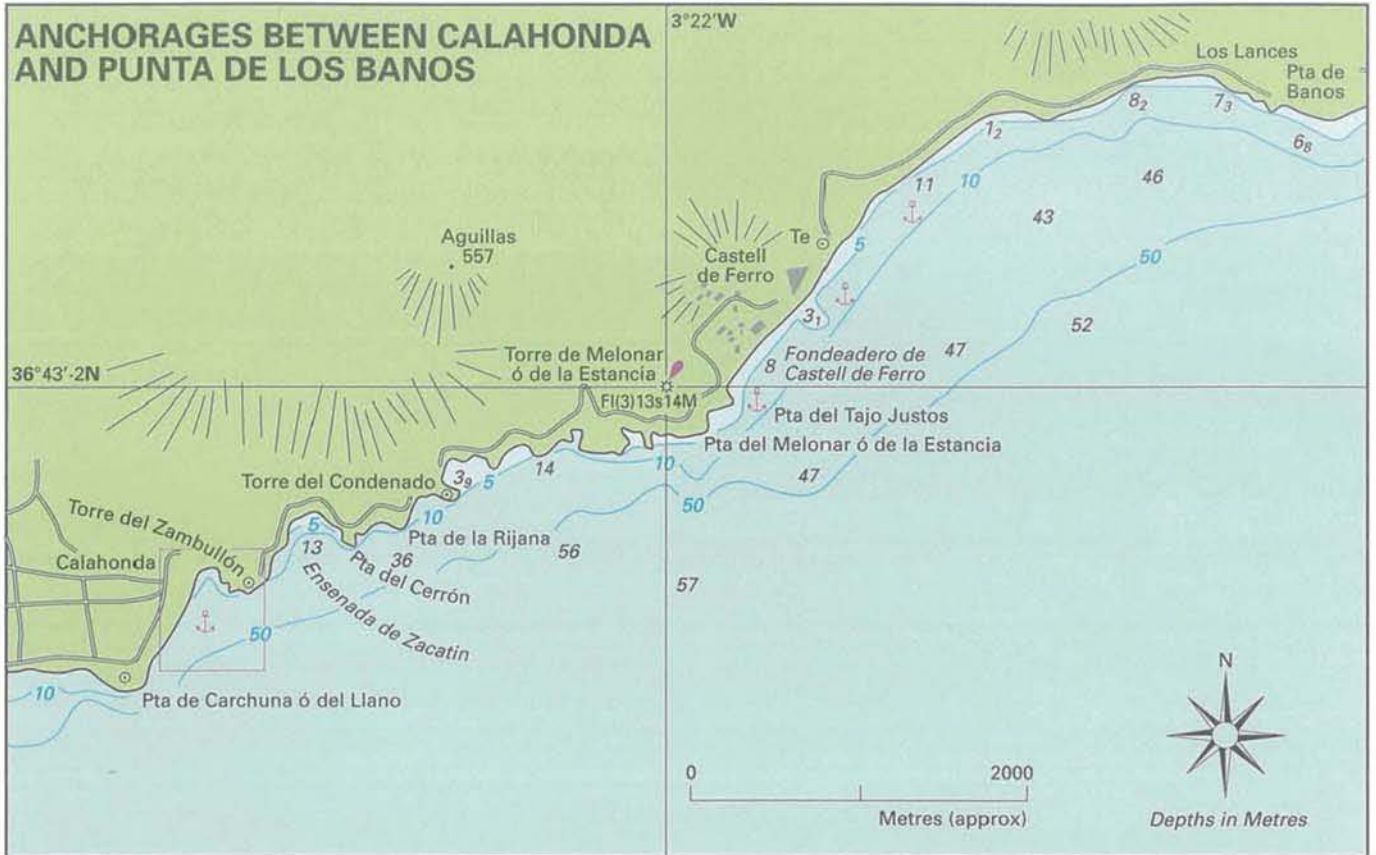 ANCHORAGES BETWEEN CALAHONDA
AND PUNTA DE LOS BANOS
3°22'W
Los Lances
Pta de
Banos
8₂
7₃
1₂
6₈
11
10
46
43
Aguillas
557
Te
5
50
Castell
de Ferro
3₁
52
47
Torre de Melonar
ó de la Estancia
8
Fondeadero de
Castell de Ferro
36°43'·2N
Fl(3)13s14M
Pta del Tajo Justos
Pta del Melonar ó de la Estancia
14
10
47
Torre del Condenado
3₉
5
50
10
Torre del Zambullón
5
Pta de la Rijana
13
36
56
Calahonda
Pta del Cerrón
57
Ensenada de Zacatin
50
10
Pta de Carchuna ó del Llano
N
0
2000
Metres (approx)
Depths in Metres